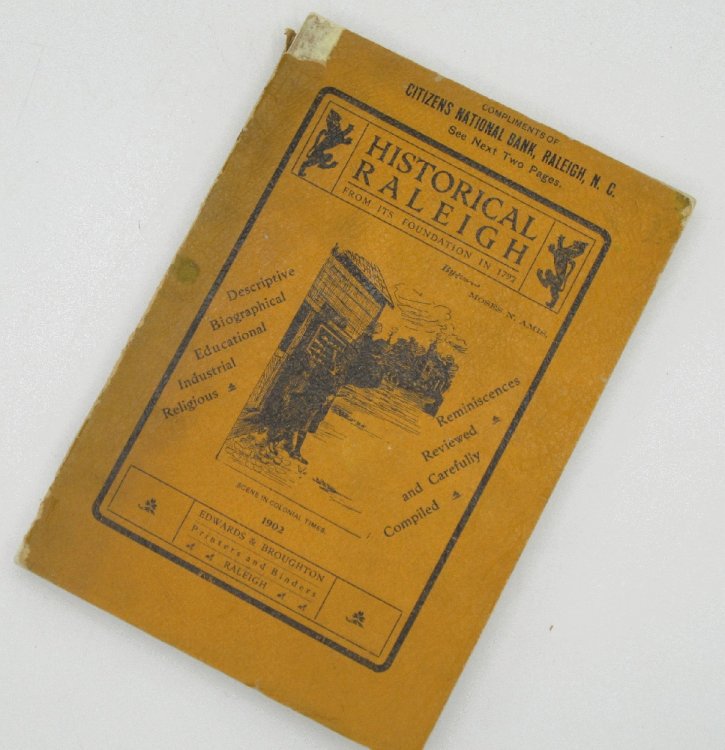 COMPLIMENTS OF
CITIZENS NATIONAL BANK, RALEIGH, N. C.
See Next Two Pages.
HISTORICAL
RALEIGH
FROM ITS FOUNDATION IN 1792
By
MOSES N. AMIS.
Descriptive
Biographical
Educational
Industrial
Religious
Reminiscences
Reviewed
and Carefully
Compiled
SCENE IN COLONIAL TIMES.
1902
EDWARDS & BROUGHTON
Printers and Binders
RALEIGH